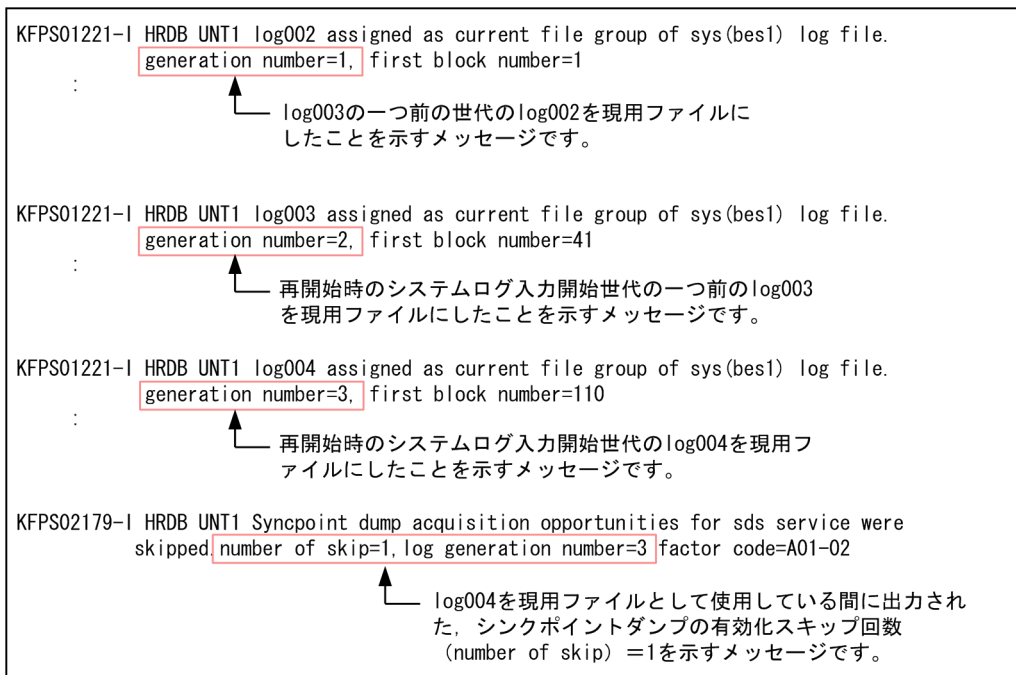 KFPS01221-I HRDB UNT1 log002 assigned as current file group of sys(bes1) log file.
generation number=1, first block number=1
:
log003の一つ前の世代のlog002を現用ファイルに
したことを示すメッセージです。
KFPS01221-I HRDB UNT1 log003 assigned as current file group of sys(bes1) log file.
generation number=2, first block number=41
:
再開始時のシステムログ入力開始世代の一つ前のlog003
を現用ファイルにしたことを示すメッセージです。
KFPS01221-I HRDB UNT1 log004 assigned as current file group of sys(bes1) log file.
generation number=3, first block number=110
:
再開始時のシステムログ入力開始世代のlog004を現用フ
ァイルにしたことを示すメッセージです。
KFPS02179-I HRDB UNT1 Syncpoint dump acquisition opportunities for sds service were
skipped.number of skip=1,log generation number=3 factor code=A01-02
log004を現用ファイルとして使用している間に出力され
た，シンクポイントダンプの有効化スキップ回数
（number of skip）＝1を示すメッセージです。